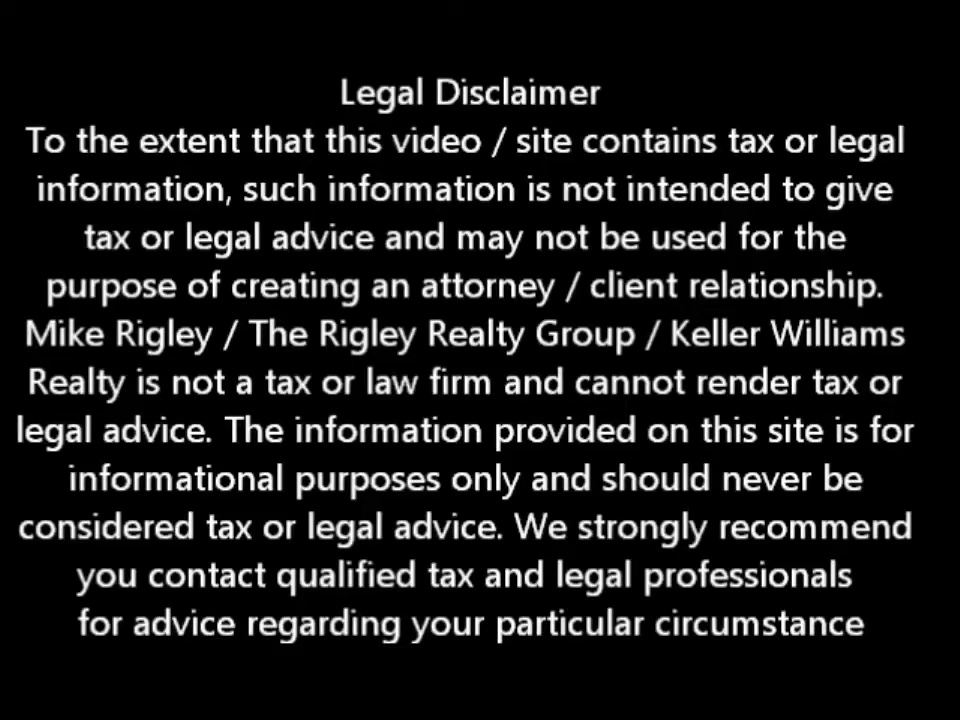 Legal Disclaimer
To the extent that this video / site contains tax or legal
information, such information is not intended to give
tax or legal advice and may not be used for the
purpose of creating an attorney / client relationship.
Mike Rigley / The Rigley Realty Group / Keller Williams
Realty is not a tax or law firm and cannot render tax or
legal advice. The information provided on this site is for
informational purposes only and should never be
considered tax or legal advice. We strongly recommend
you contact qualified tax and legal professionals
for advice regarding your particular circumstance